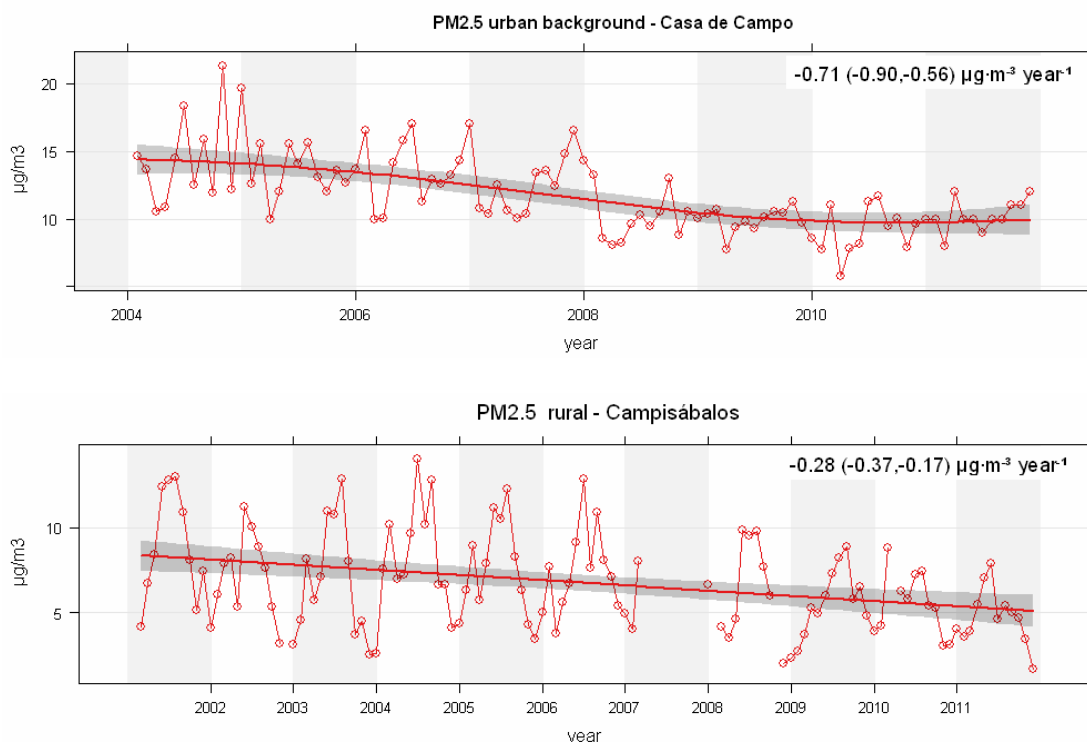 PM2.5 urban background - Casa de Campo
-0.71 (-0.90,-0.56) µg·m⁻³ year⁻¹
20
15
10
µg/m3
2004 2006 2008 2010
year
PM2.5 rural - Campisábalos
-0.28 (-0.37,-0.17) µg·m⁻³ year⁻¹
10
5
µg/m3
2002 2003 2004 2005 2006 2007 2008 2009 2010 2011
year